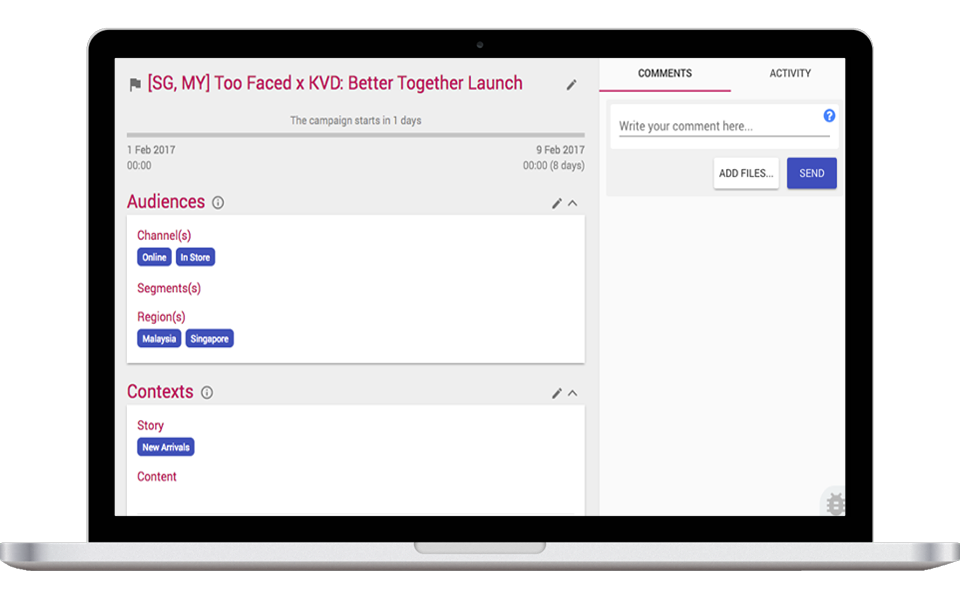 [SG, MY] Too Faced x KVD: Better Together Launch
The campaign starts in 1 days
1 Feb 2017
00:00
9 Feb 2017
00:00 (8 days)
Audiences
Channel(s)
Online In Store
Segments(s)
Region(s)
Malaysia Singapore
Contexts
Story
New Arrivals
Content
COMMENTS ACTIVITY
Write your comment here...
?
ADD FILES... SEND